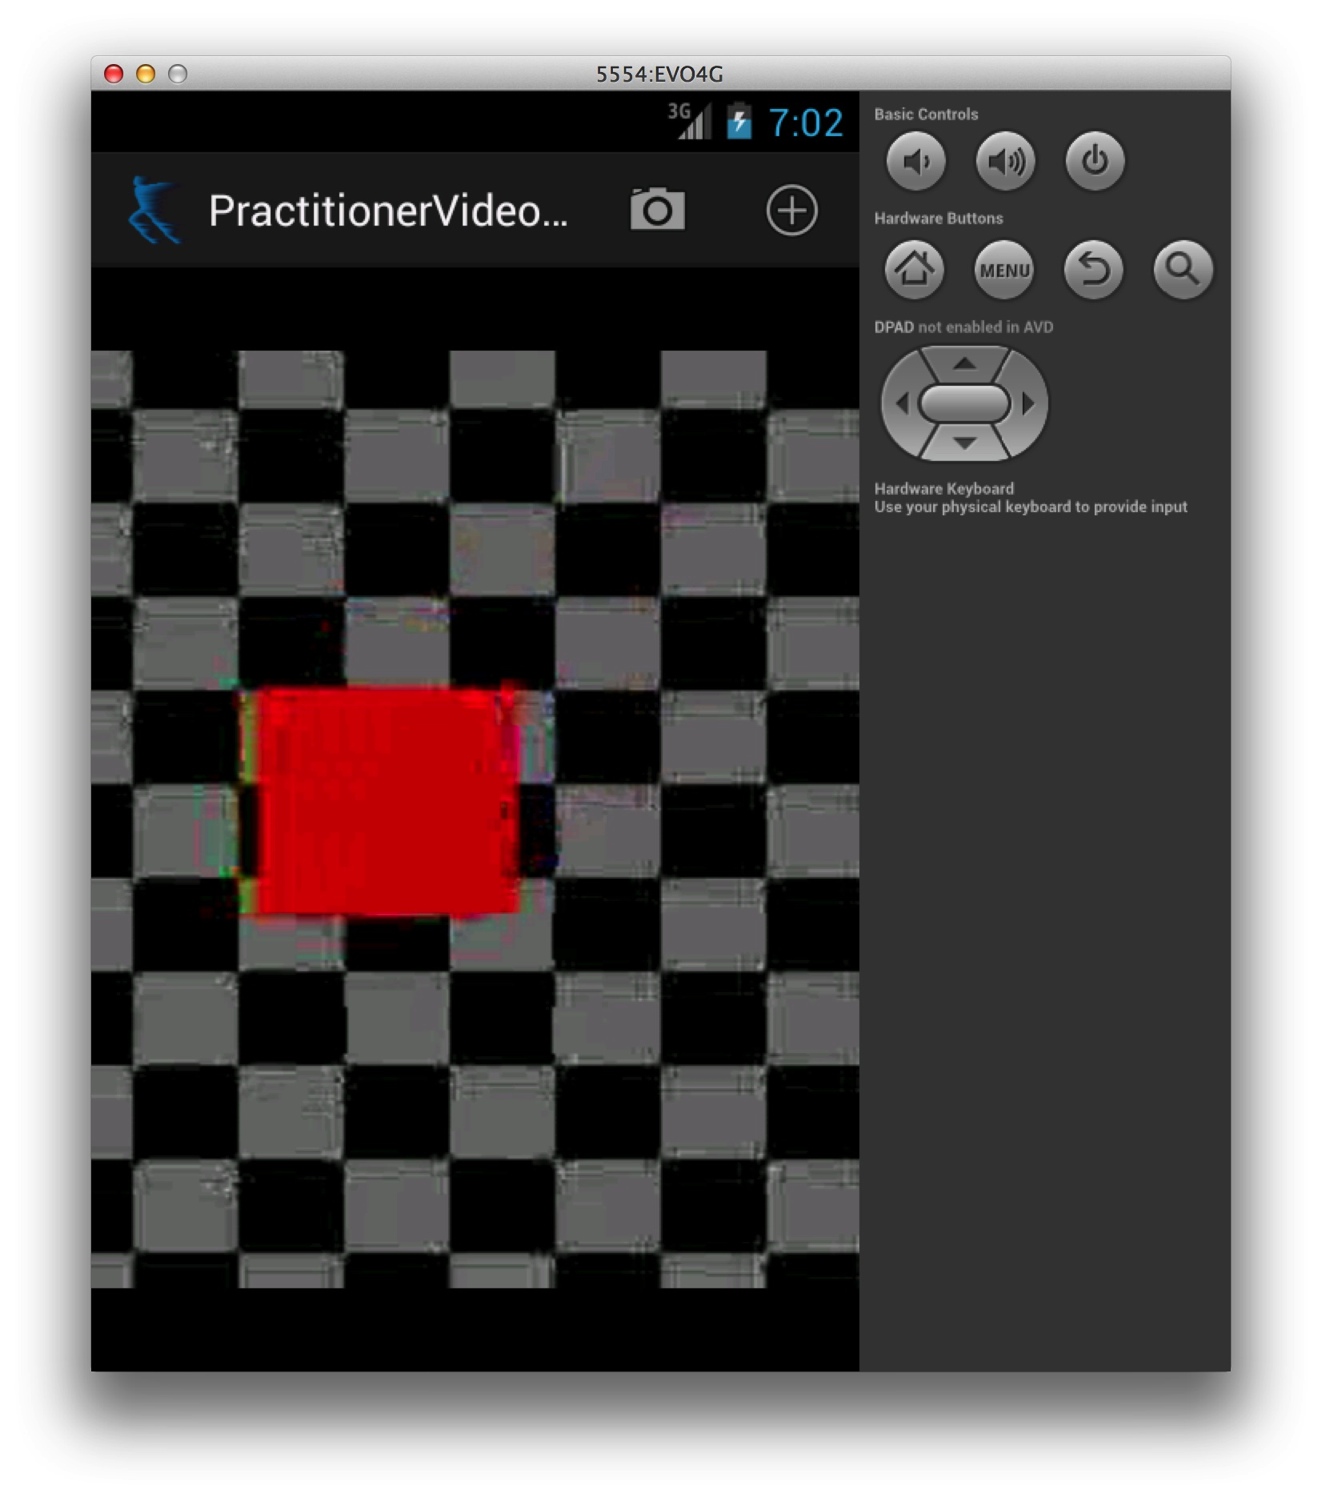 5554:EVO4G
3G 7:02
PractitionerVideo...
Basic Controls
Hardware Buttons
MENU
DPAD not enabled in AVD
Hardware Keyboard
Use your physical keyboard to provide input